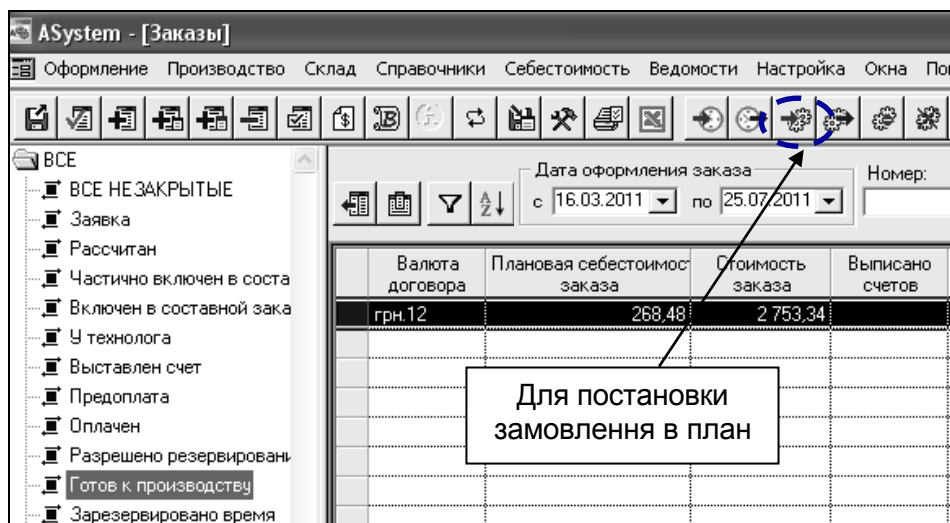 ASystem - [Заказы]
Оформление Производство Склад Справочники Себестоимость Ведомости Настройка Окна
ВСЕ
ВСЕ НЕ ЗАКРЫТЫЕ
Заявка
Рассчитан
Частично включен в соста
Включен в составной зака
У технолога
Выставлен счет
Предоплата
Оплачен
Разрешено резервировани
Готов к производству
Зарезервировано время
Дата оформления заказа
Номер:
с 16.03.2011 по 25.07.2011
Валюта договора
Плановая себестоимос заказа
Стоимость заказа
Выписано счетов
грн.12 268,48 2 753,34
Для постановки
замовлення в план